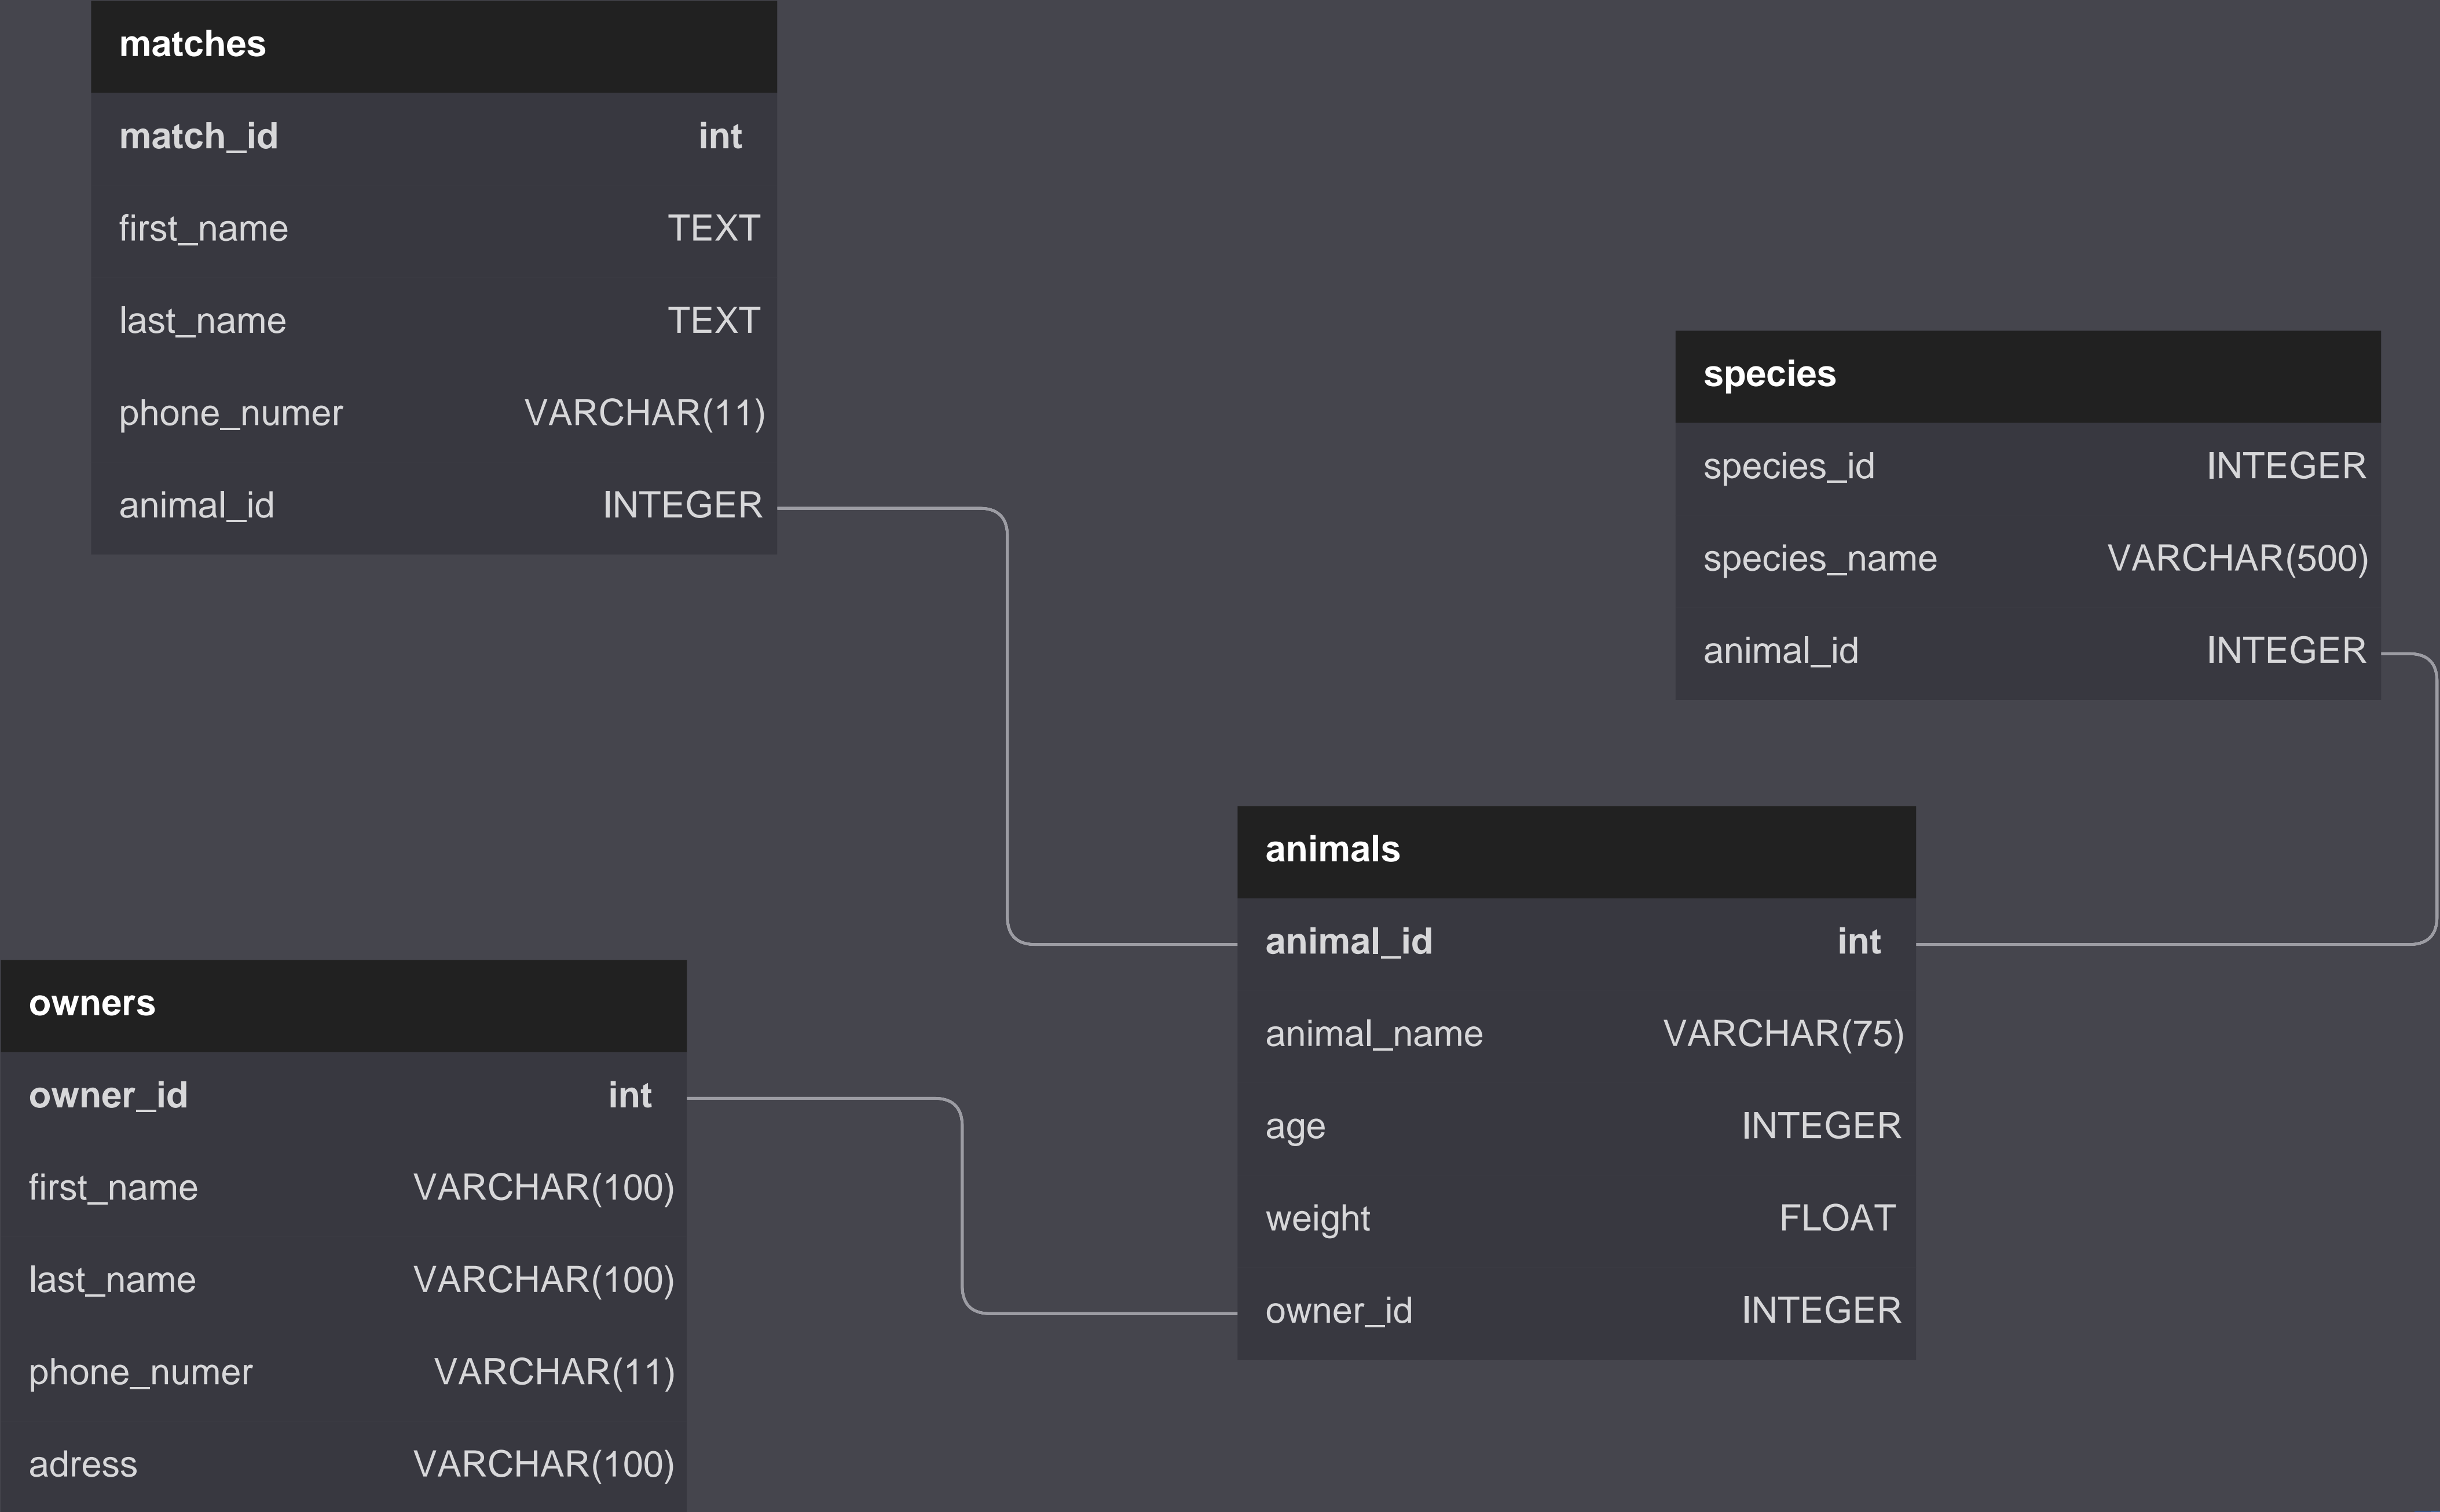 matches
match_id int
first_name TEXT
last_name TEXT
phone_numer VARCHAR(11)
animal_id INTEGER
species
species_id INTEGER
species_name VARCHAR(500)
animal_id INTEGER
animals
animal_id int
animal_name VARCHAR(75)
age INTEGER
weight FLOAT
owner_id INTEGER
owners
owner_id int
first_name VARCHAR(100)
last_name VARCHAR(100)
phone_numer VARCHAR(11)
adress VARCHAR(100)